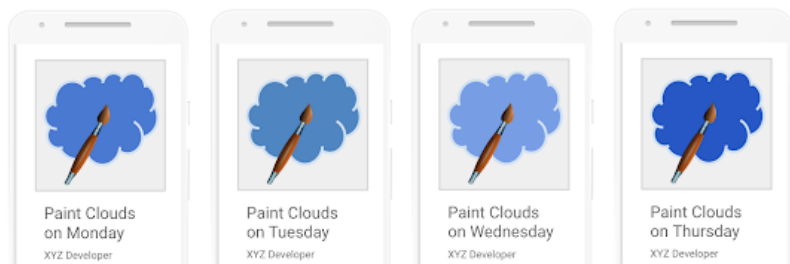 Paint Clouds
on Monday
XYZ Developer
Paint Clouds
on Tuesday
XYZ Developer
Paint Clouds
on Wednesday
XYZ Developer
Paint Clouds
on Thursday
XYZ Developer